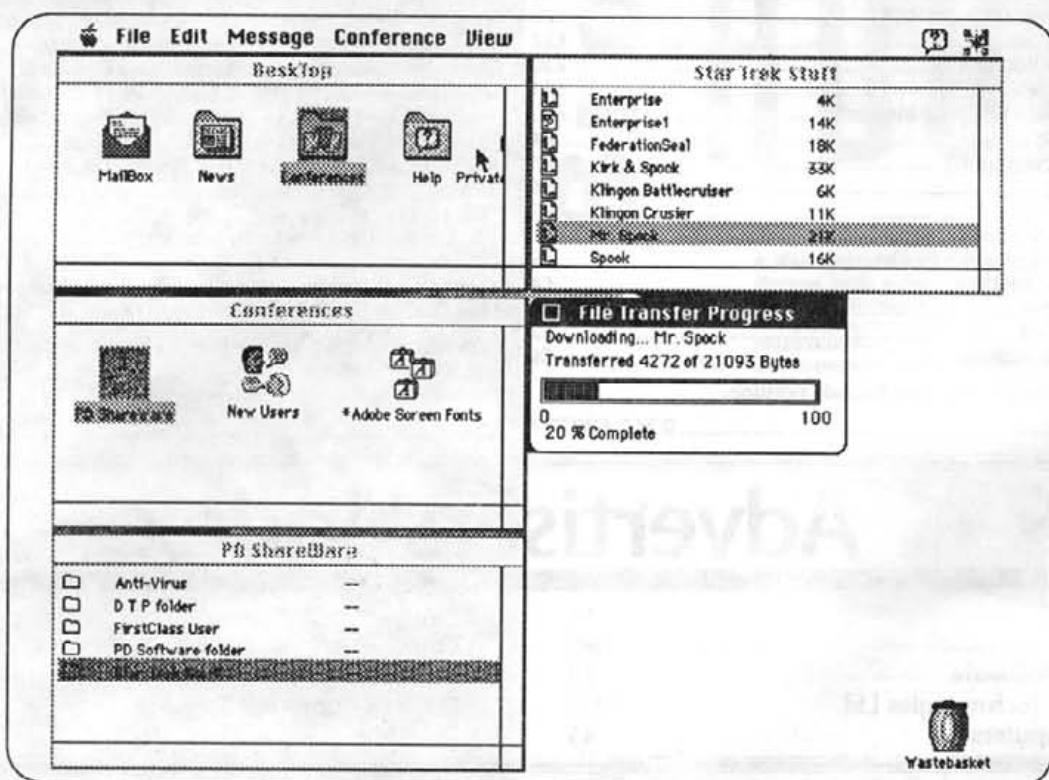 File Edit Message Conference View
DeskTop
MailBox
News
Conferences
Help
Private
Star Trek Stuff
Enterprise 4K
Enterprise1 14K
FederationSeal 18K
Kirk & Spock 33K
Klingon Battlecruiser 6K
Klingon Crusier 11K
Mr. Spock 21K
Spock 16K
Conferences
PD Shareware
New Users
*Adobe Screen Fonts
File Transfer Progress
Downloading... Mr. Spock
Transferred 4272 of 21093 Bytes
0 100
20 % Complete
PD ShareWare
Anti-Virus --
D T P folder --
FirstClass User --
PD Software folder --
Star Trek Stuff
Wastebasket